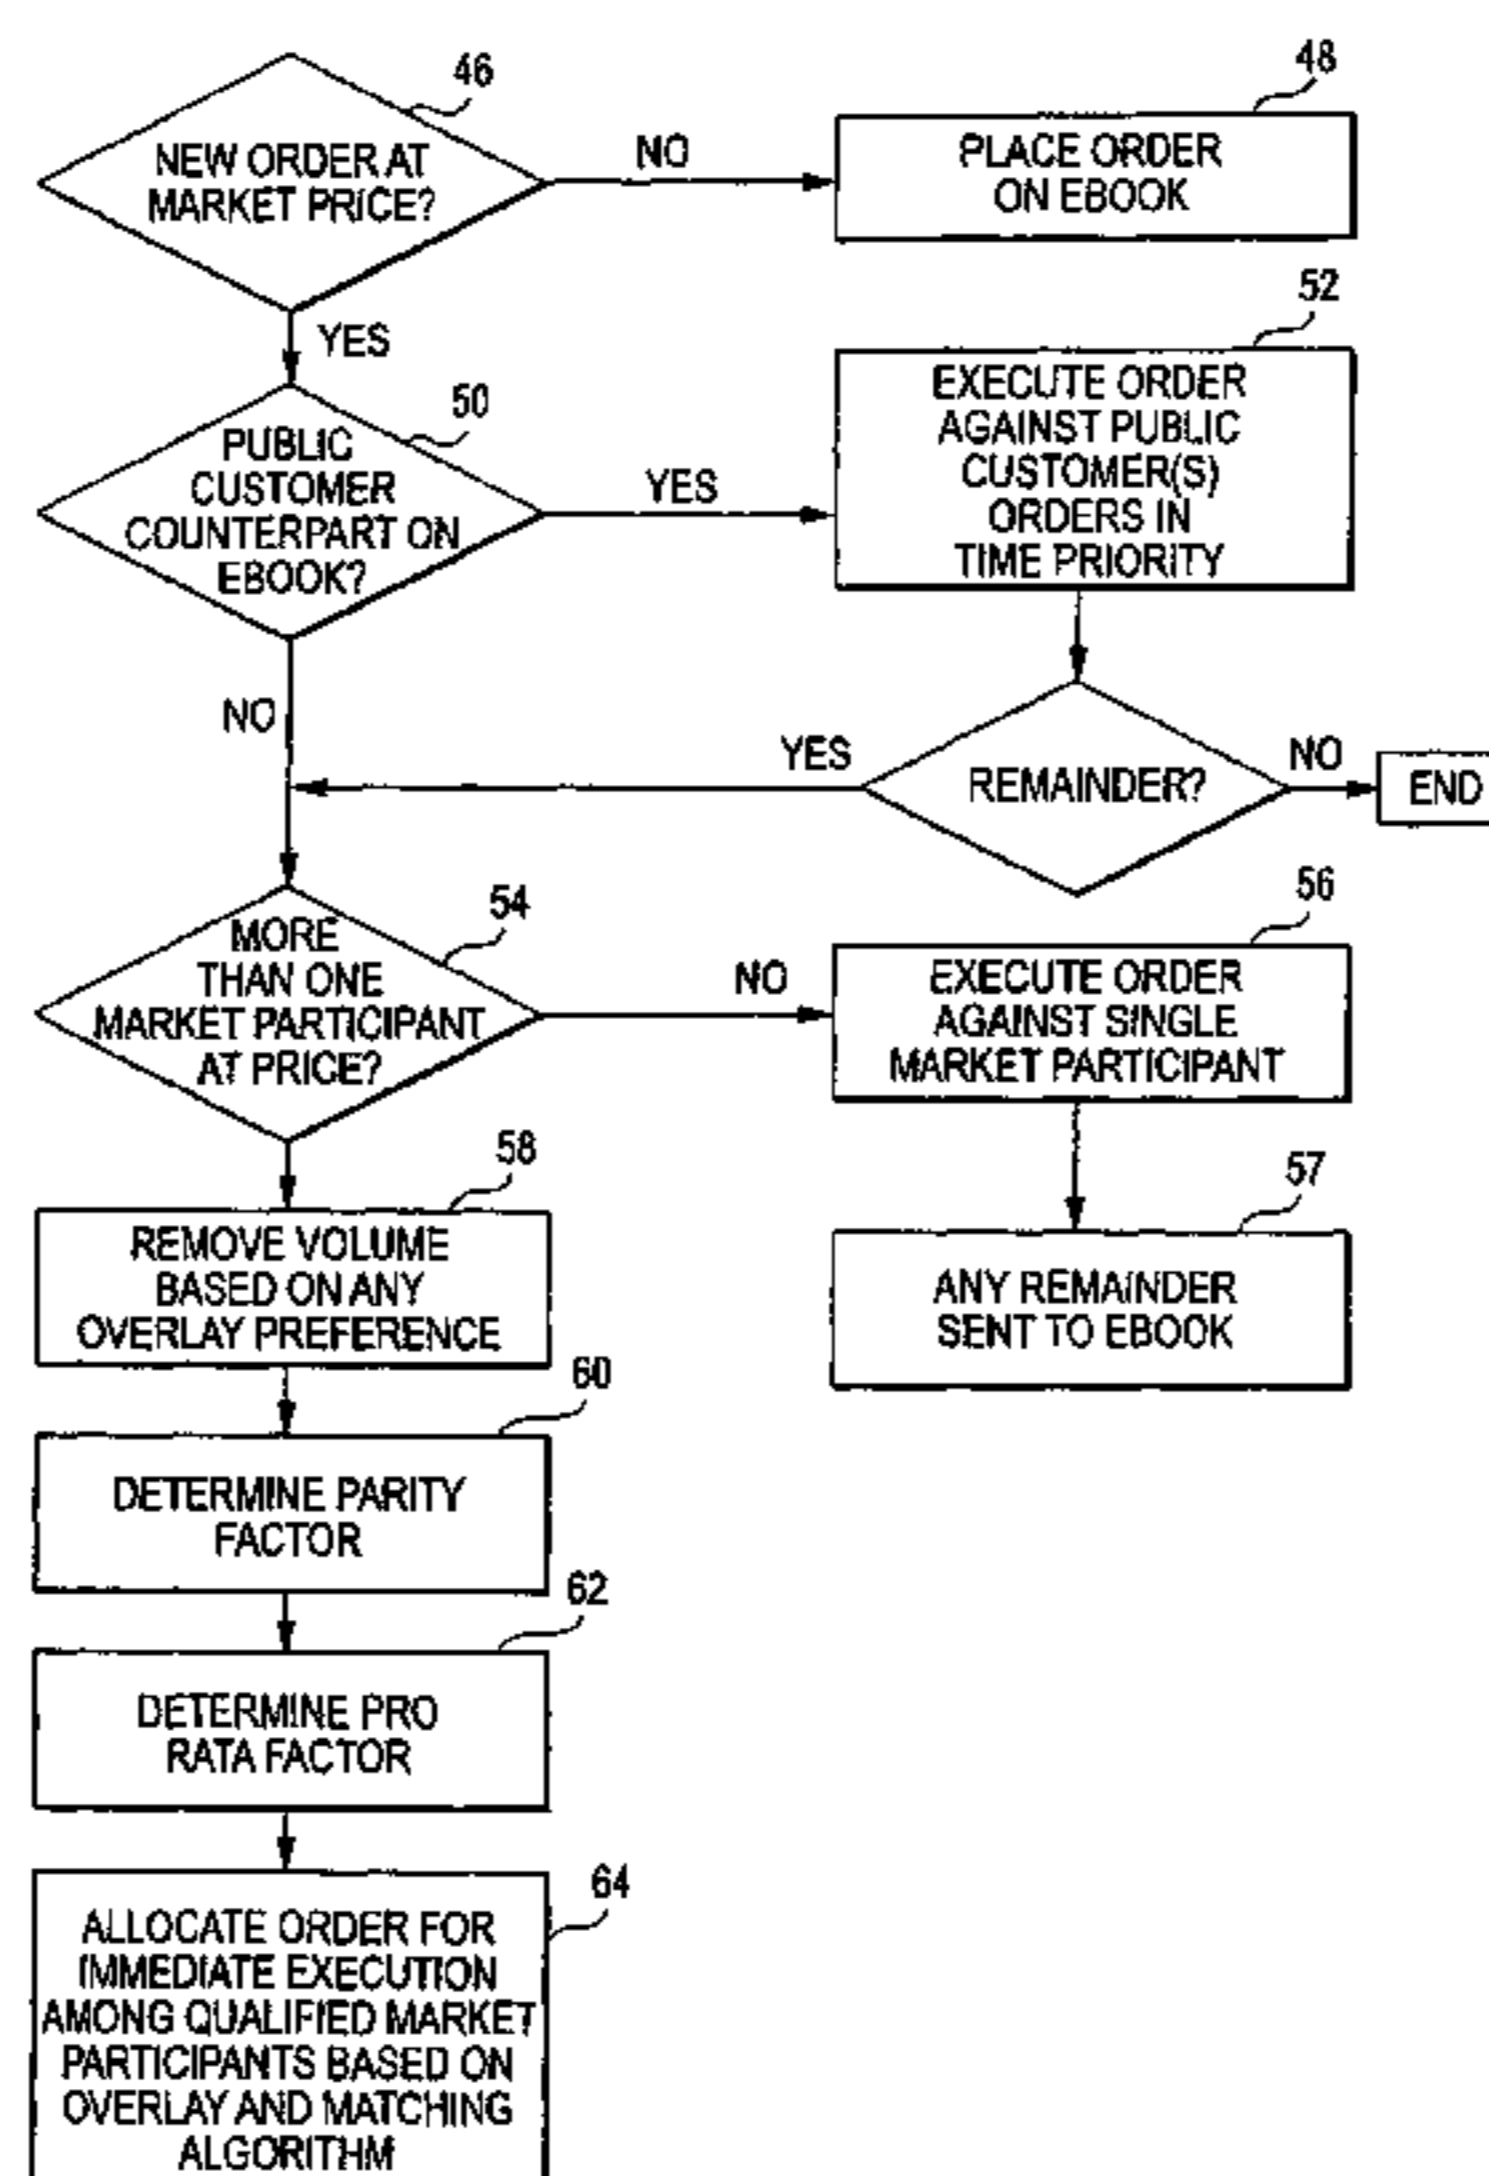 46
NEW ORDER AT
MARKET PRICE?
NO
48
PLACE ORDER
ON EBOOK
YES
50
PUBLIC
CUSTOMER
COUNTERPART ON
EBOOK?
YES
52
EXECUTE ORDER
AGAINST PUBLIC
CUSTOMER(S)
ORDERS IN
TIME PRIORITY
NO
YES
REMAINDER?
NO
END
54
MORE
THAN ONE
MARKET PARTICIPANT
AT PRICE?
NO
56
EXECUTE ORDER
AGAINST SINGLE
MARKET PARTICIPANT
57
ANY REMAINDER
SENT TO EBOOK
58
REMOVE VOLUME
BASED ON ANY
OVERLAY PREFERENCE
60
DETERMINE PARITY
FACTOR
62
DETERMINE PRO
RATA FACTOR
64
ALLOCATE ORDER FOR
IMMEDIATE EXECUTION
AMONG QUALIFIED MARKET
PARTICIPANTS BASED ON
OVERLAY AND MATCHING
ALGORITHM